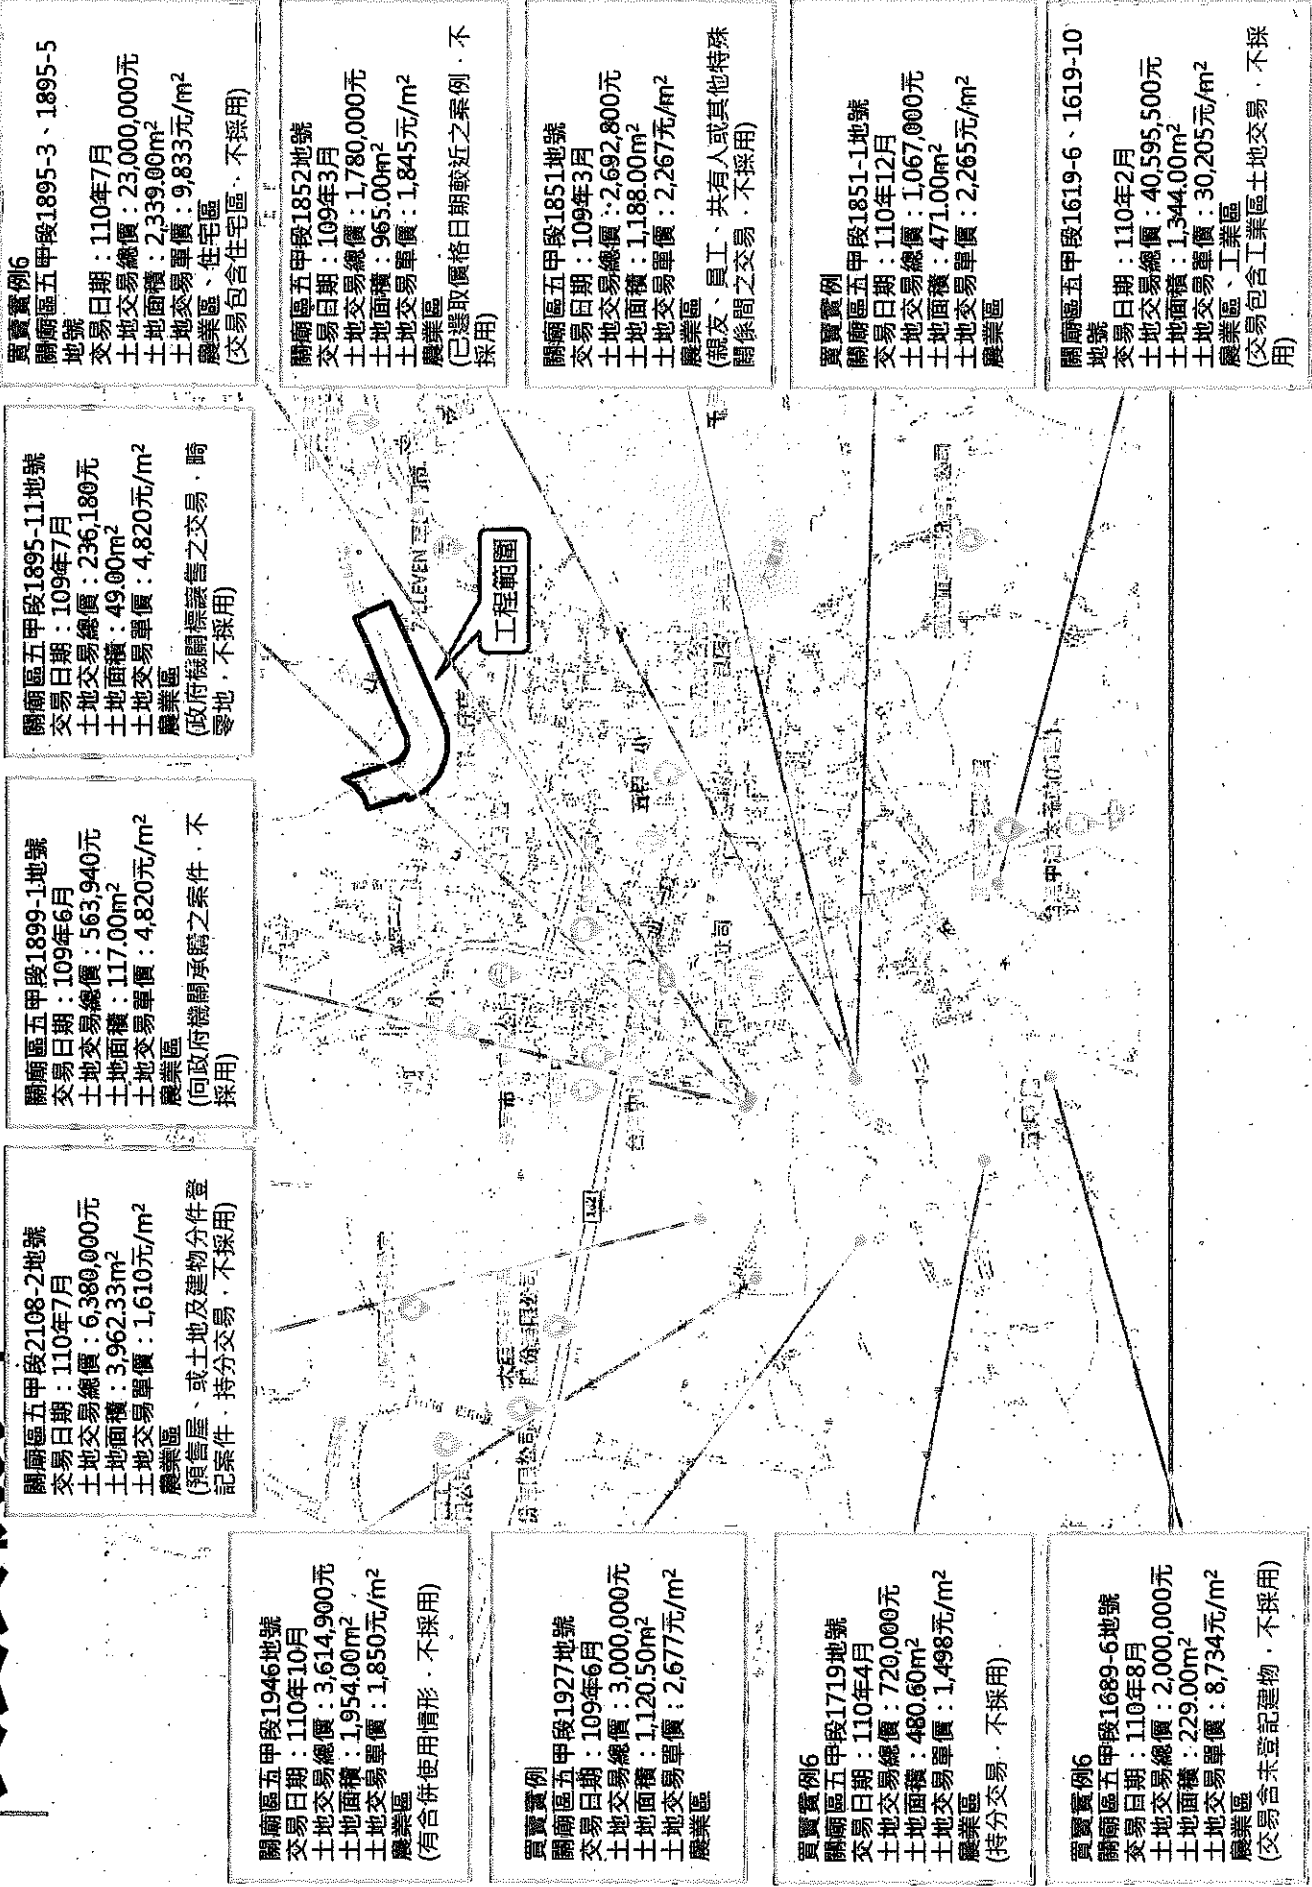 關廟區五甲段2108-2地號
交易日期：110年7月
土地交易總價：6,380,000元
土地面積：3,962.33m²
土地交易單價：1,610元/m²
農業區
(預售屋、或土地及建物分件登
記案件，持分交易，不採用)
關廟區五甲段1899-1地號
交易日期：109年6月
土地交易總價：563,940元
土地面積：117.00m²
土地交易單價：4,820元/m²
農業區
(向政府機關承購之案件，不
採用)
關廟區五甲段1895-11地號
交易日期：109年7月
土地交易總價：236,180元
土地面積：49.00m²
土地交易單價：4,820元/m²
農業區
(政府機關標讓售之交易，畸
零地，不採用)
買賣實例6
關廟區五甲段1895-3、1895-5
地號
交易日期：110年7月
土地交易總價：23,000,000元
土地面積：2,339.00m²
土地交易單價：9,833元/m²
農業區、住宅區
(交易包含住宅區，不採用)
關廟區五甲段1852地號
交易日期：109年3月
土地交易總價：1,780,000元
土地面積：965.00m²
土地交易單價：1,845元/m²
農業區
(已選取價格日期較近之案例，不
採用)
關廟區五甲段1851地號
交易日期：109年3月
土地交易總價：2,692,800元
土地面積：1,188.00m²
土地交易單價：2,267元/m²
農業區
(親友、員工、共有人或其他特殊
關係間之交易，不採用)
買賣實例
關廟區五甲段1851-1地號
交易日期：110年12月
土地交易總價：1,067,000元
土地面積：471.00m²
土地交易單價：2,265元/m²
農業區
關廟區五甲段1619-6、1619-10
地號
交易日期：110年2月
土地交易總價：40,595,500元
土地面積：1,344.00m²
土地交易單價：30,205元/m²
農業區、工業區
(交易包含工業區土地交易，不採
用)
關廟區五甲段1946地號
交易日期：110年10月
土地交易總價：3,614,900元
土地面積：1,954.00m²
土地交易單價：1,850元/m²
農業區
(有合併使用情形，不採用)
買賣實例
關廟區五甲段1927地號
交易日期：109年6月
土地交易總價：3,000,000元
土地面積：1,120.50m²
土地交易單價：2,677元/m²
農業區
買賣實例6
關廟區五甲段1719地號
交易日期：110年4月
土地交易總價：720,000元
土地面積：480.60m²
土地交易單價：1,498元/m²
農業區
(持分交易，不採用)
買賣實例6
關廟區五甲段1689-6地號
交易日期：110年8月
土地交易總價：2,000,000元
土地面積：229.00m²
土地交易單價：8,734元/m²
農業區
(交易含未登記建物，不採用)
工程範圍